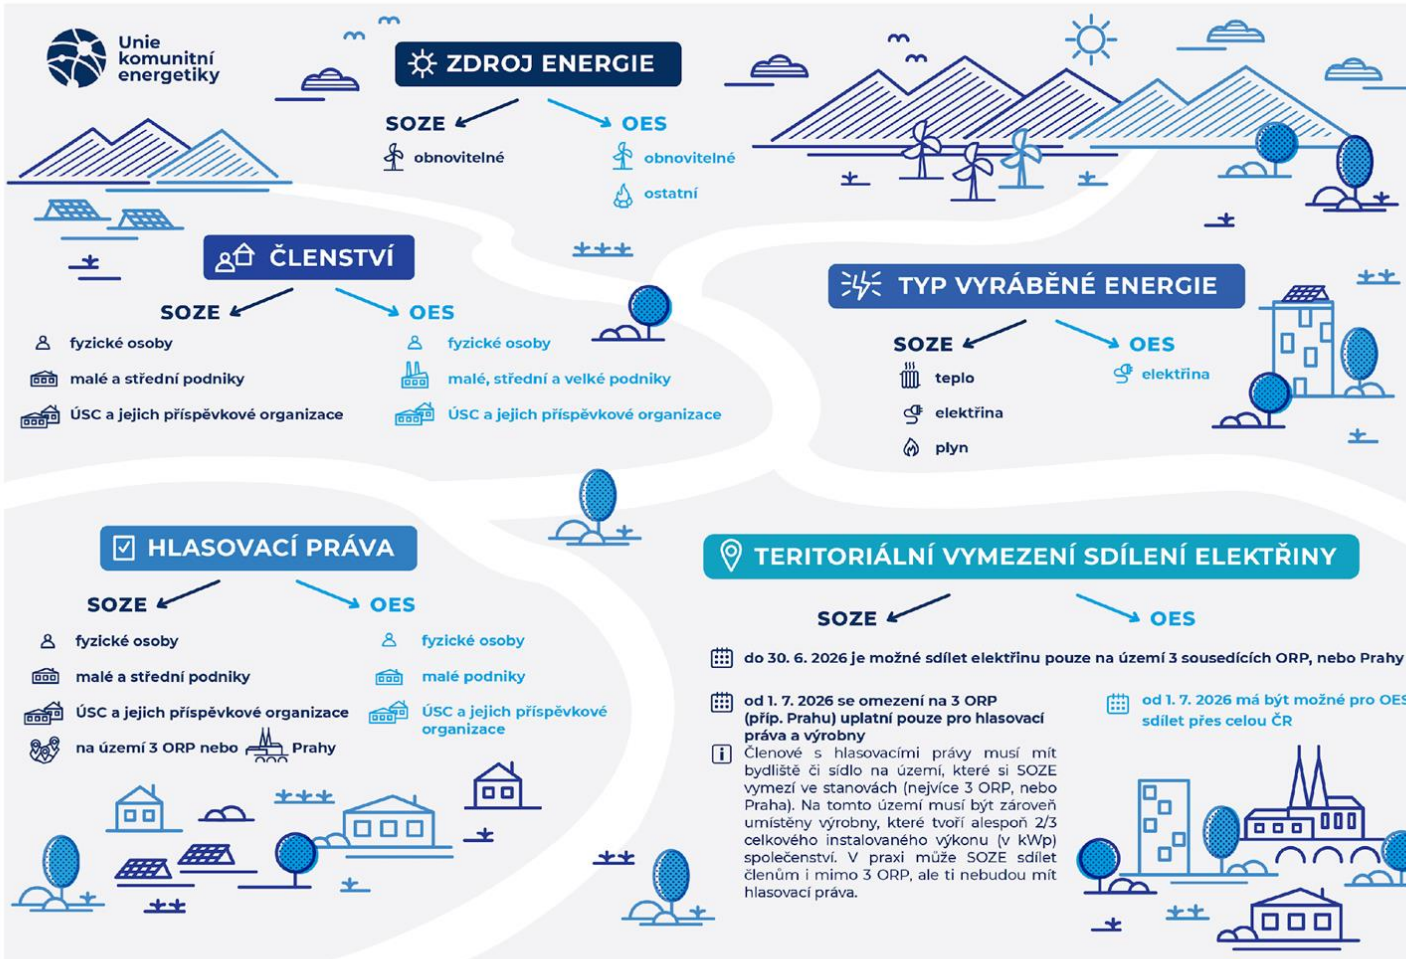 Unie
komunitní
energetiky
ZDROJ ENERGIE
SOZE
obnovitelné
OES
obnovitelné
ostatní
ČLENSTVÍ
SOZE
fyzické osoby
malé a střední podniky
ÚSC a jejich příspěvkové organizace
OES
fyzické osoby
malé, střední a velké podniky
ÚSC a jejich příspěvkové organizace
TYP VYRÁBĚNÉ ENERGIE
SOZE
teplo
elektřina
plyn
OES
elektřina
HLASOVACÍ PRÁVA
SOZE
fyzické osoby
malé a střední podniky
ÚSC a jejich příspěvkové organizace
na území 3 ORP nebo Prahy
OES
fyzické osoby
malé podniky
ÚSC a jejich příspěvkové
organizace
TERITORIÁLNÍ VYMEZENÍ SDÍLENÍ ELEKTŘINY
SOZE
OES
do 30. 6. 2026 je možné sdílet elektřinu pouze na území 3 sousedících ORP, nebo Prahy
od 1. 7. 2026 se omezení na 3 ORP
(příp. Prahu) uplatní pouze pro hlasovací
práva a výrobny
Členové s hlasovacími právy musí mít
bydliště či sídlo na území, které si SOZE
vymezí ve stanovách (nejvíce 3 ORP, nebo
Praha). Na tomto území musí být zároveň
umístěny výrobny, které tvoří alespoň 2/3
celkového instalovaného výkonu (v kWp)
společenství. V praxi může SOZE sdílet
členům i mimo 3 ORP, ale ti nebudou mít
hlasovací práva.
od 1. 7. 2026 má být možné pro OES
sdílet přes celou ČR